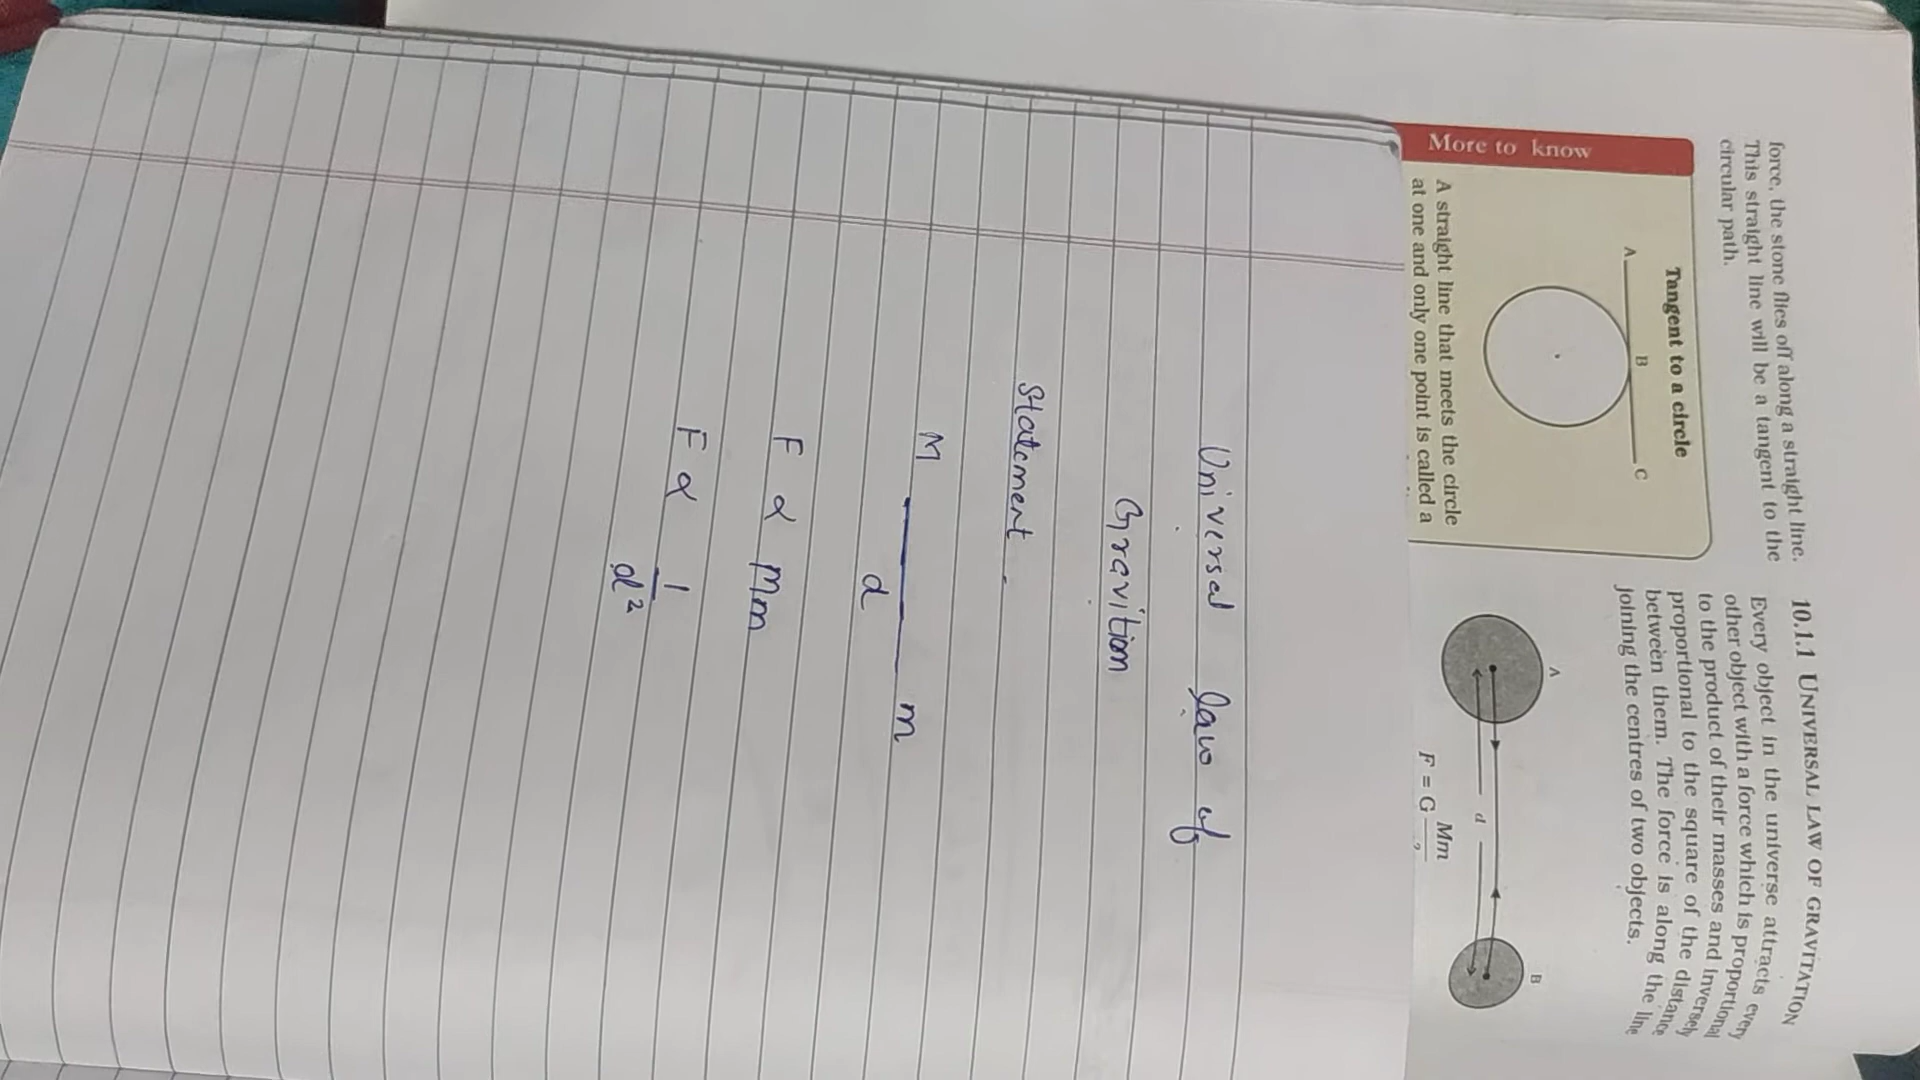 force, the stone flies off along a straight line.
This straight line will be a tangent to the
circular path.
More to know
Tangent to a circle
A B C
A straight line that meets the circle
at one and only one point is called a
10.1.1 UNIVERSAL LAW OF GRAVITATION
Every object in the universe attracts every
other object with a force which is proportional
to the product of their masses and inversely
proportional to the square of the distance
between them. The force is along the line
joining the centres of two objects.
A B
d
F = G Mm
Universal law of
Gravition
Statement.
M m
d
F α Mm
F α 1
d²